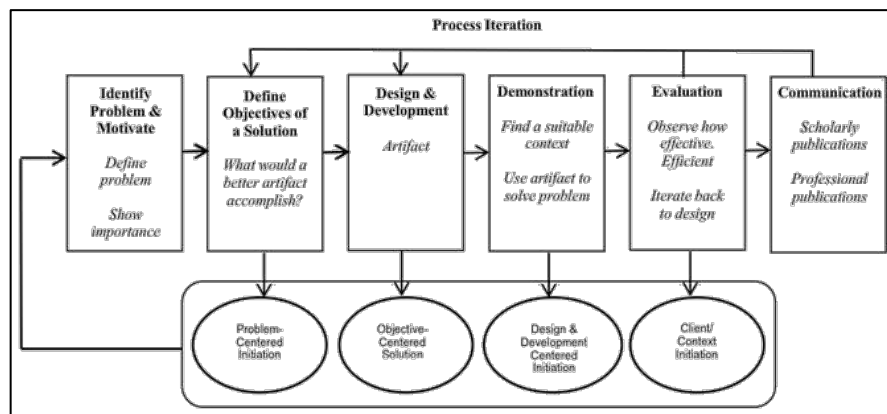 Process Iteration
Identify
Problem &
Motivate
Define
problem
Show
importance
Define
Objectives of
a Solution
What would a
better artifact
accomplish?
Design &
Development
Artifact
Demonstration
Find a suitable
context
Use artifact to
solve problem
Evaluation
Observe how
effective.
Efficient
Iterate back
to design
Communication
Scholarly
publications
Professional
publications
Problem-
Centered
Initiation
Objective-
Centered
Solution
Design &
Development
Centered
Initiation
Client/
Context
Initiation